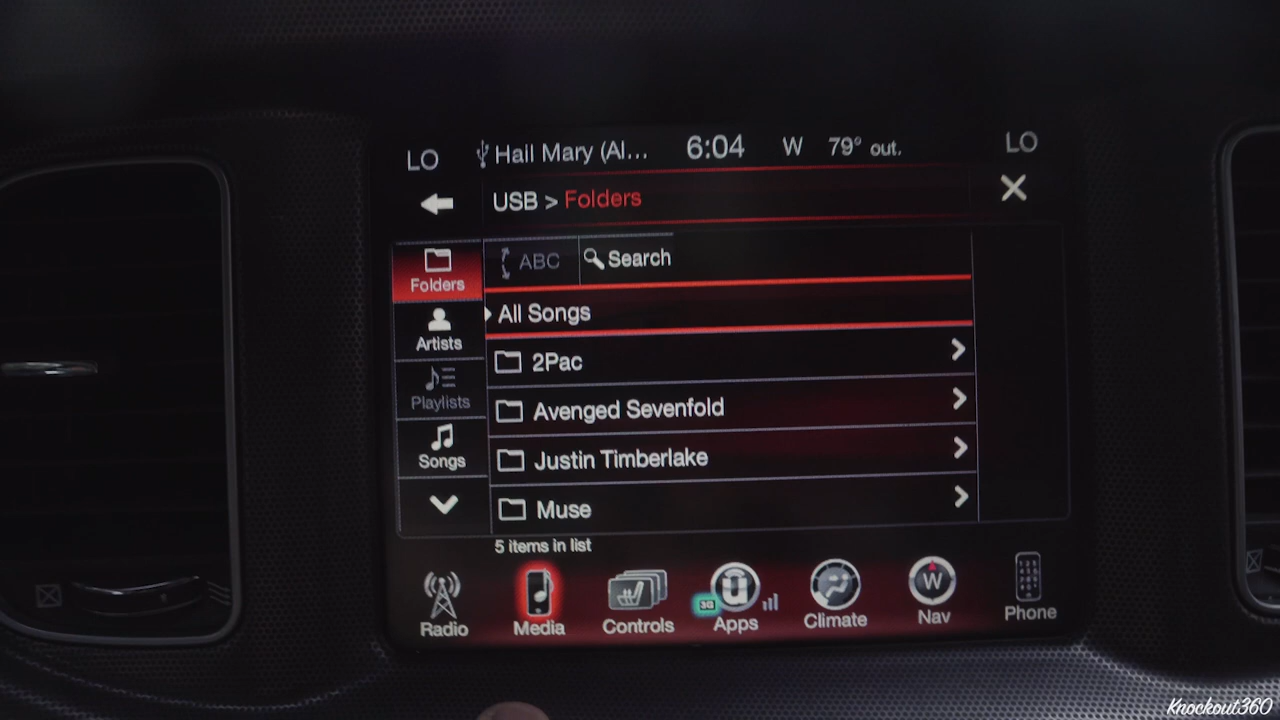 LO Hail Mary (Al... 6:04 W 79° out. LO
USB > Folders
ABC Search
Folders
Artists
Playlists
Songs
All Songs
2Pac
Avenged Sevenfold
Justin Timberlake
Muse
5 items in list
3G W
Radio Media Controls Apps Climate Nav Phone
Knockout360